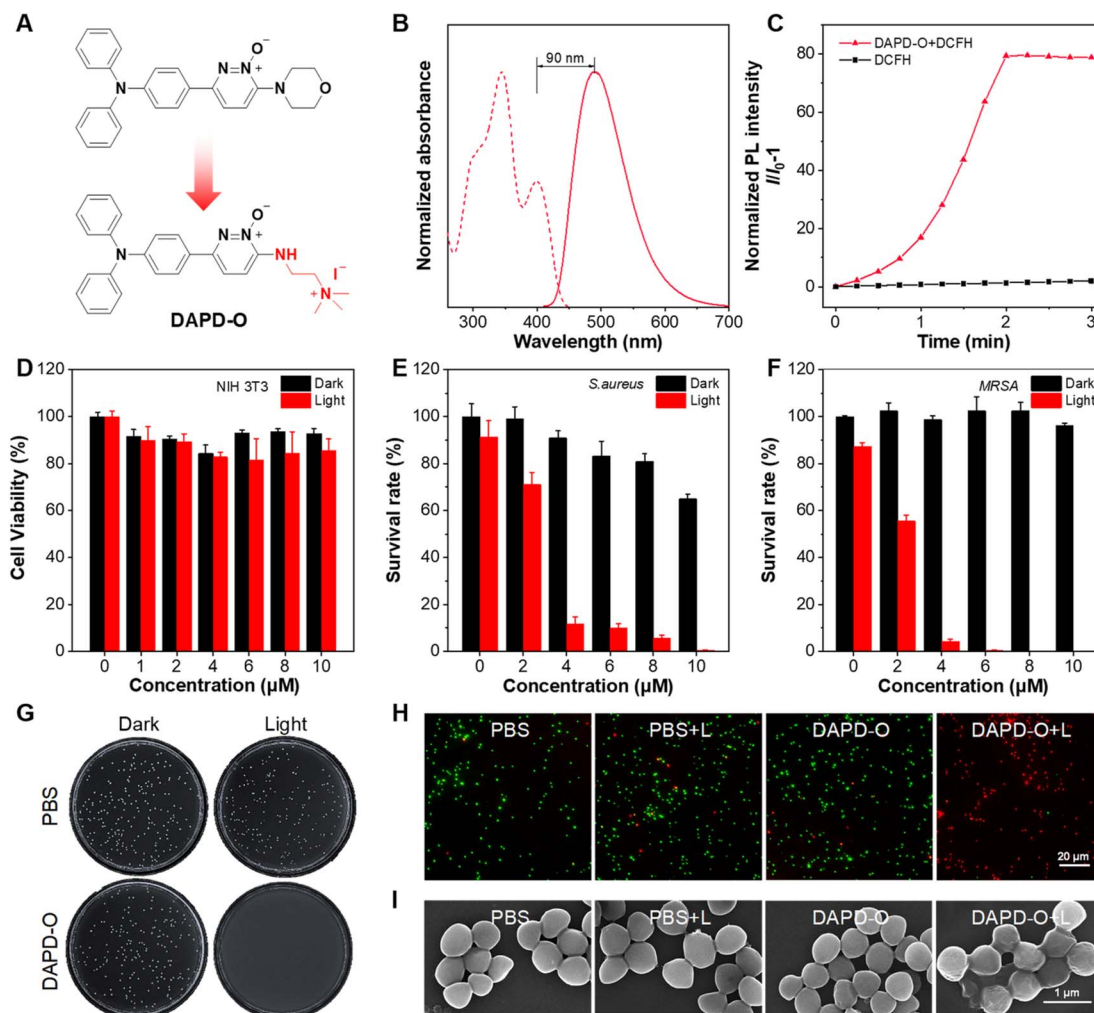 A
O⁻
N N +
N
N O
O⁻
N N +
N
NH
I⁻
N +
DAPD-O
B
90 nm
Normalized absorbance
300 400 500 600 700
Wavelength (nm)
C
DAPD-O+DCFH
DCFH
Normalized PL intensity
I/I₀-1
80
60
40
20
0
0 1 2 3
Time (min)
D
NIH 3T3
Dark
Light
Cell Viability (%)
120
100
80
60
40
20
0
0 1 2 4 6 8 10
Concentration (µM)
E
S.aureus
Dark
Light
Survival rate (%)
120
100
80
60
40
20
0
0 2 4 6 8 10
Concentration (µM)
F
MRSA
Dark
Light
Survival rate (%)
120
100
80
60
40
20
0
0 2 4 6 8 10
Concentration (µM)
G
Dark Light
PBS
DAPD-O
H
PBS PBS+L DAPD-O DAPD-O+L
20 µm
I
PBS PBS+L DAPD-O DAPD-O+L
1 µm